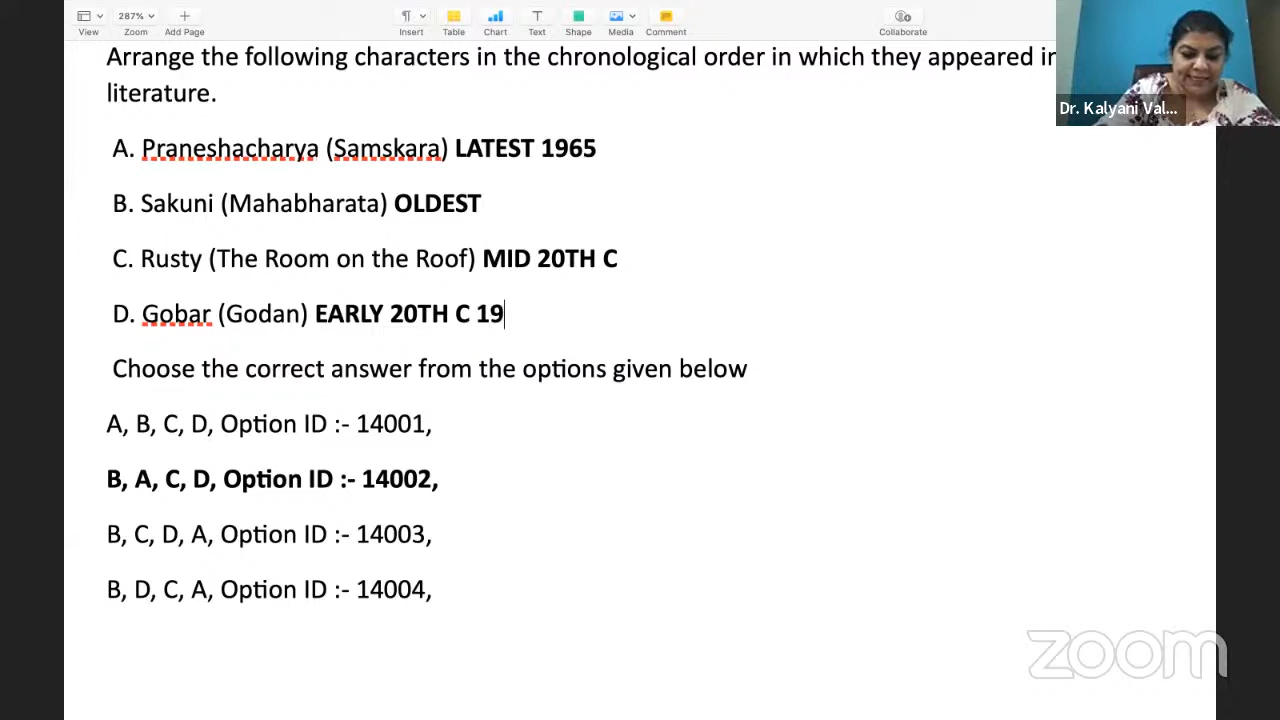 View
287%
Zoom
Add Page
Insert
Table
Chart
Text
Shape
Media
Comment
Collaborate
Arrange the following characters in the chronological order in which they appeared in
literature.
A. Praneshacharya (Samskara) LATEST 1965
B. Sakuni (Mahabharata) OLDEST
C. Rusty (The Room on the Roof) MID 20TH C
D. Gobar (Godan) EARLY 20TH C 19
Choose the correct answer from the options given below
A, B, C, D, Option ID :- 14001,
B, A, C, D, Option ID :- 14002,
B, C, D, A, Option ID :- 14003,
B, D, C, A, Option ID :- 14004,
Dr. Kalyani Val...
zoom